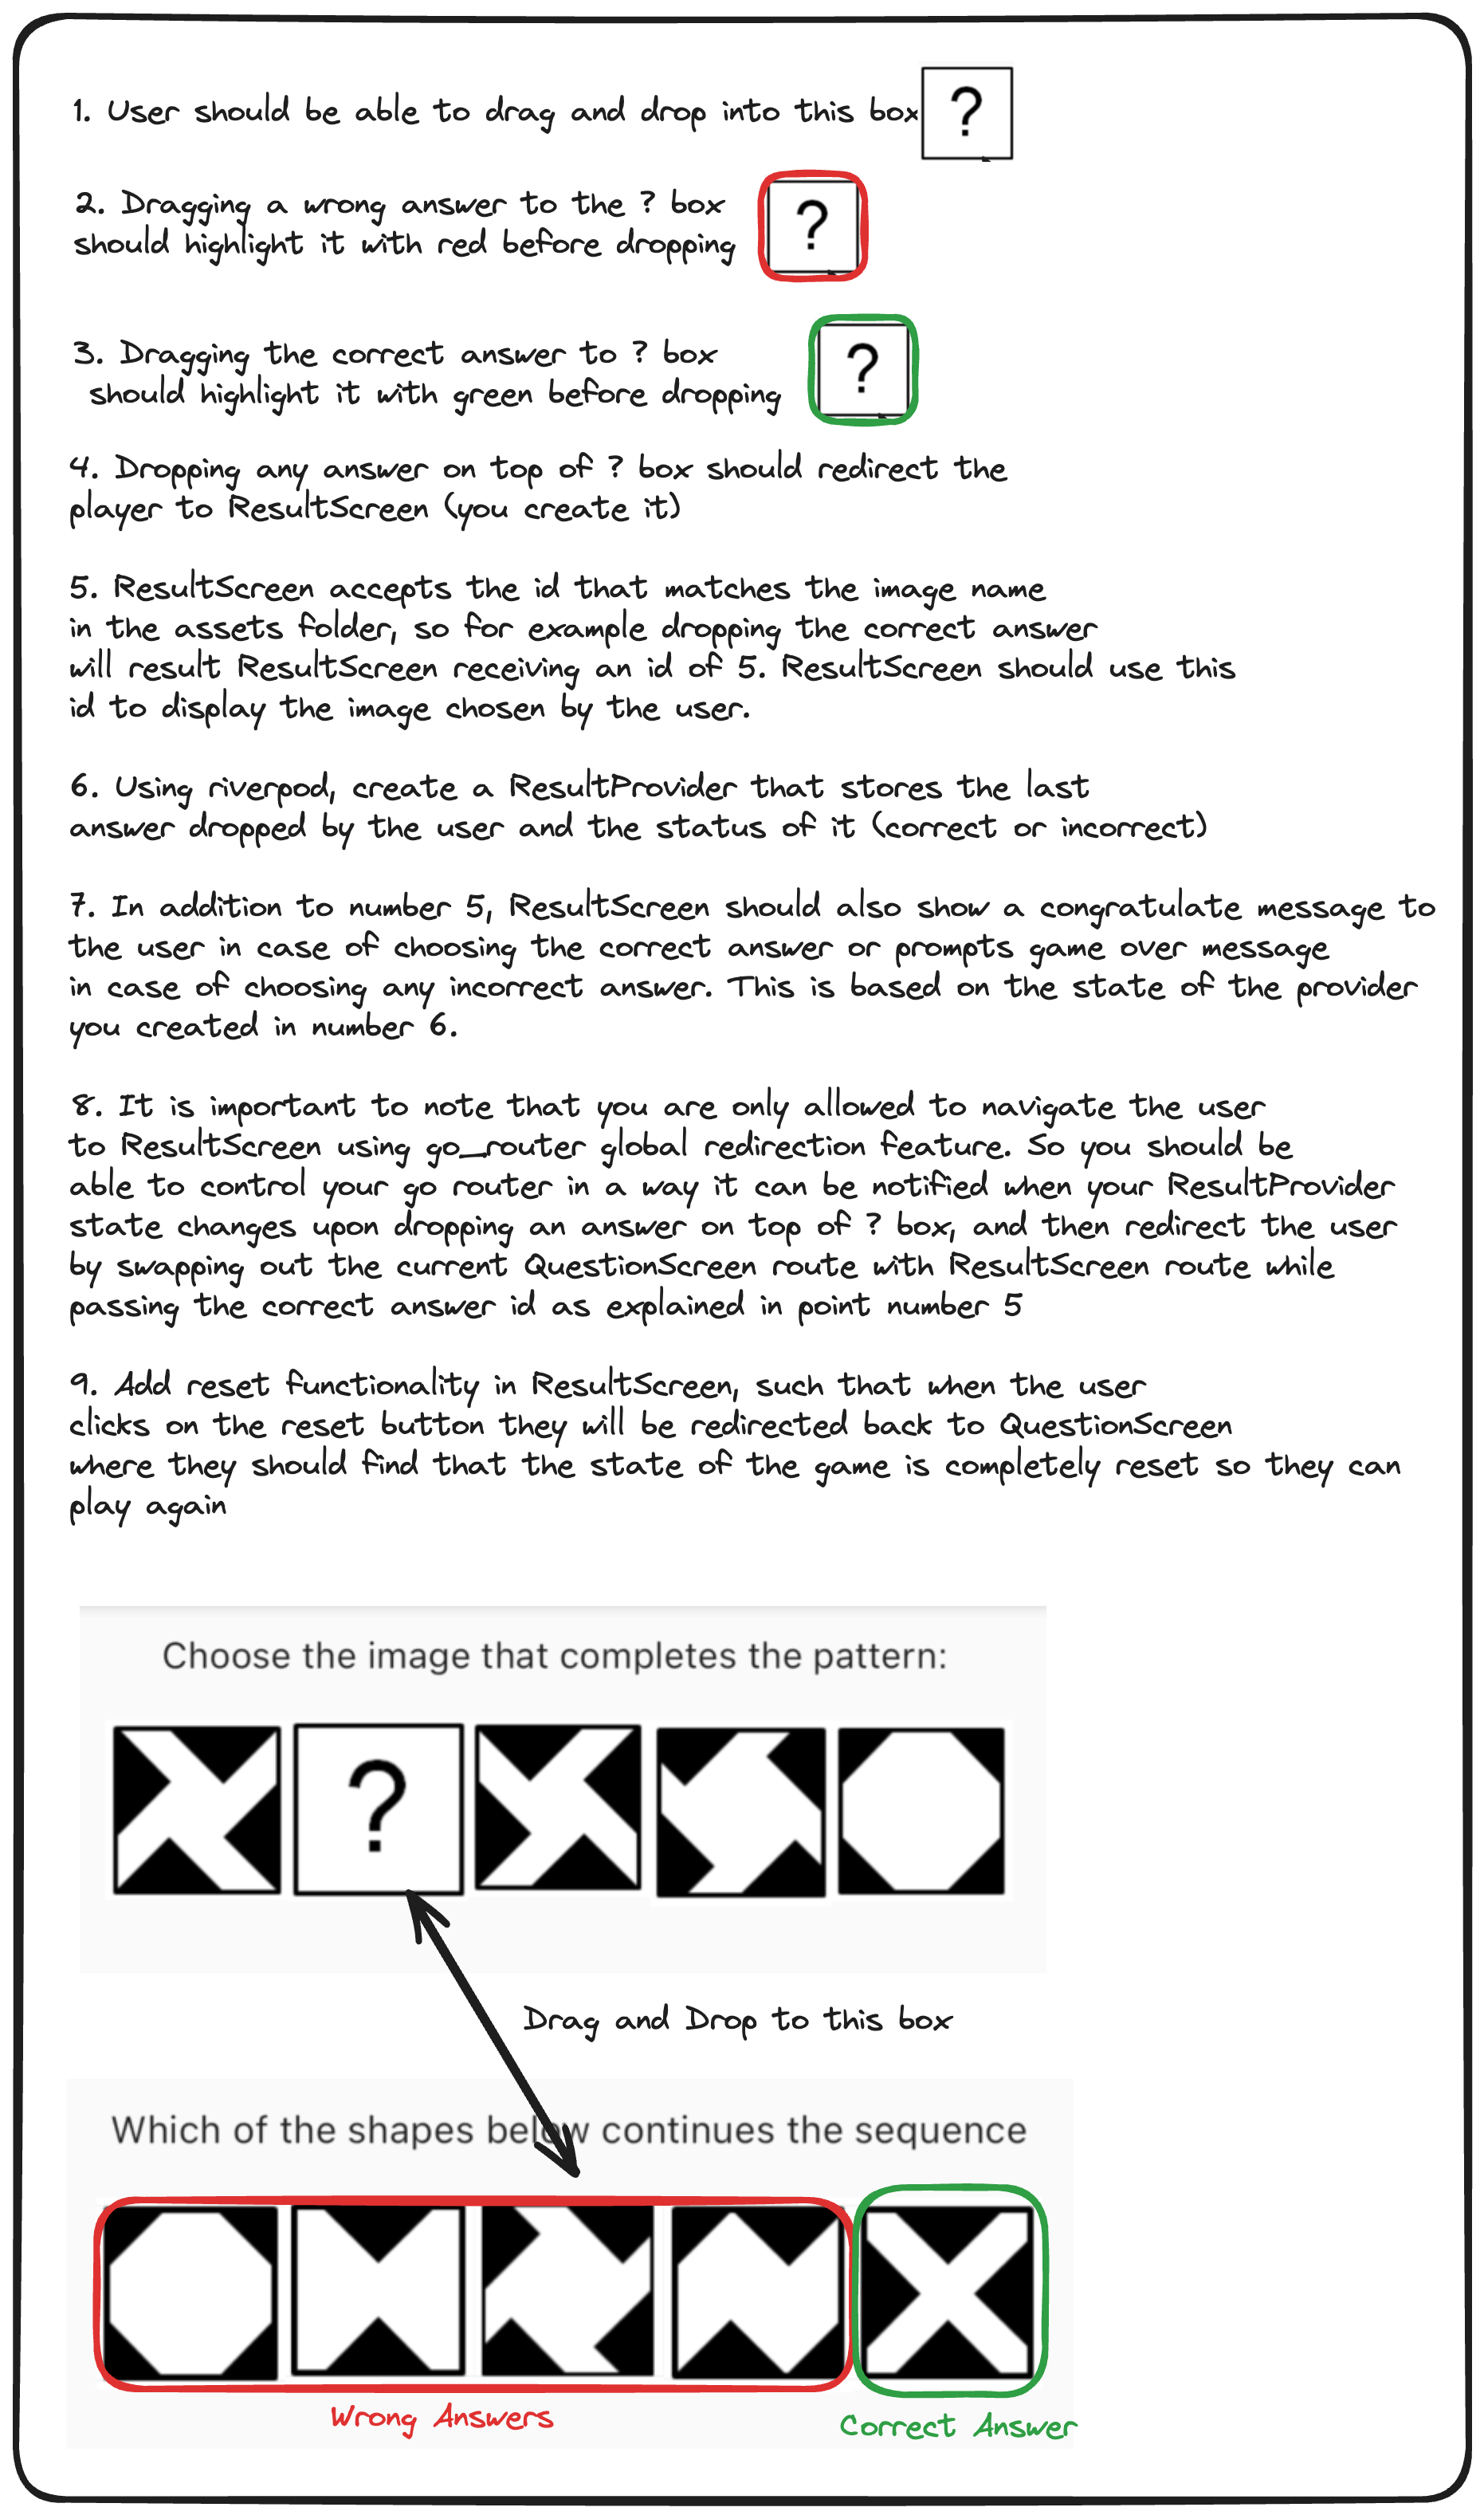 1. User should be able to drag and drop into this box ?
2. Dragging a wrong answer to the ? box
should highlight it with red before dropping
?
3. Dragging the correct answer to ? box
should highlight it with green before dropping
?
4. Dropping any answer on top of ? box should redirect the
player to ResultScreen (you create it)
5. ResultScreen accepts the id that matches the image name
in the assets folder, so for example dropping the correct answer
will result ResultScreen receiving an id of 5. ResultScreen should use this
id to display the image chosen by the user.
6. Using riverpod, create a ResultProvider that stores the last
answer dropped by the user and the status of it (correct or incorrect)
7. In addition to number 5, ResultScreen should also show a congratulate message to
the user in case of choosing the correct answer or prompts game over message
in case of choosing any incorrect answer. This is based on the state of the provider
you created in number 6.
8. It is important to note that you are only allowed to navigate the user
to ResultScreen using go_router global redirection feature. So you should be
able to control your go router in a way it can be notified when your ResultProvider
state changes upon dropping an answer on top of ? box, and then redirect the user
by swapping out the current QuestionScreen route with ResultScreen route while
passing the correct answer id as explained in point number 5
9. Add reset functionality in ResultScreen, such that when the user
clicks on the reset button they will be redirected back to QuestionScreen
where they should find that the state of the game is completely reset so they can
play again
Choose the image that completes the pattern:
?
Drag and Drop to this box
Which of the shapes below continues the sequence
Wrong Answers
Correct Answer